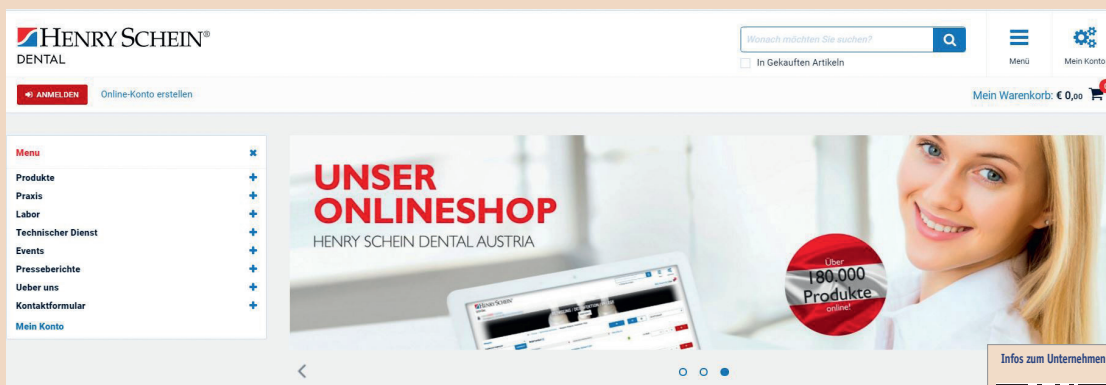 HENRY SCHEIN®
DENTAL
Wonach möchten Sie suchen?
In Gekauften Artikeln
Menü
Mein Konto
ANMELDEN
Online-Konto erstellen
Mein Warenkorb: € 0,00
Menu
Produkte
Praxis
Labor
Technischer Dienst
Events
Presseberichte
Ueber uns
Kontaktformular
Mein Konto
UNSER
ONLINESHOP
HENRY SCHEIN DENTAL AUSTRIA
HENRY SCHEIN®
Über
180.000
Produkte
online!
Infos zum Unternehmen